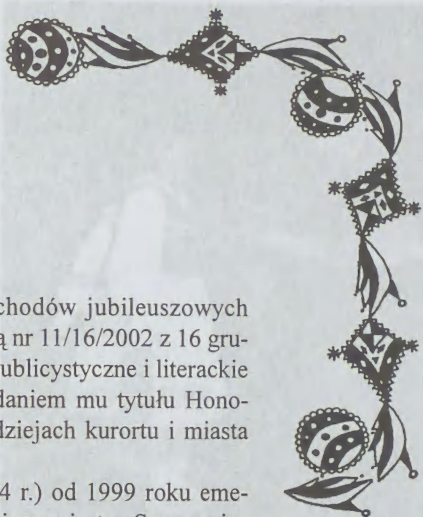 chodów jubileuszowych
ą nr 11/16/2002 z 16 gru-
ublicystyczne i literackie
daniem mu tytułu Hono-
dziejach kurortu i miasta
4 r.) od 1999 roku eme-